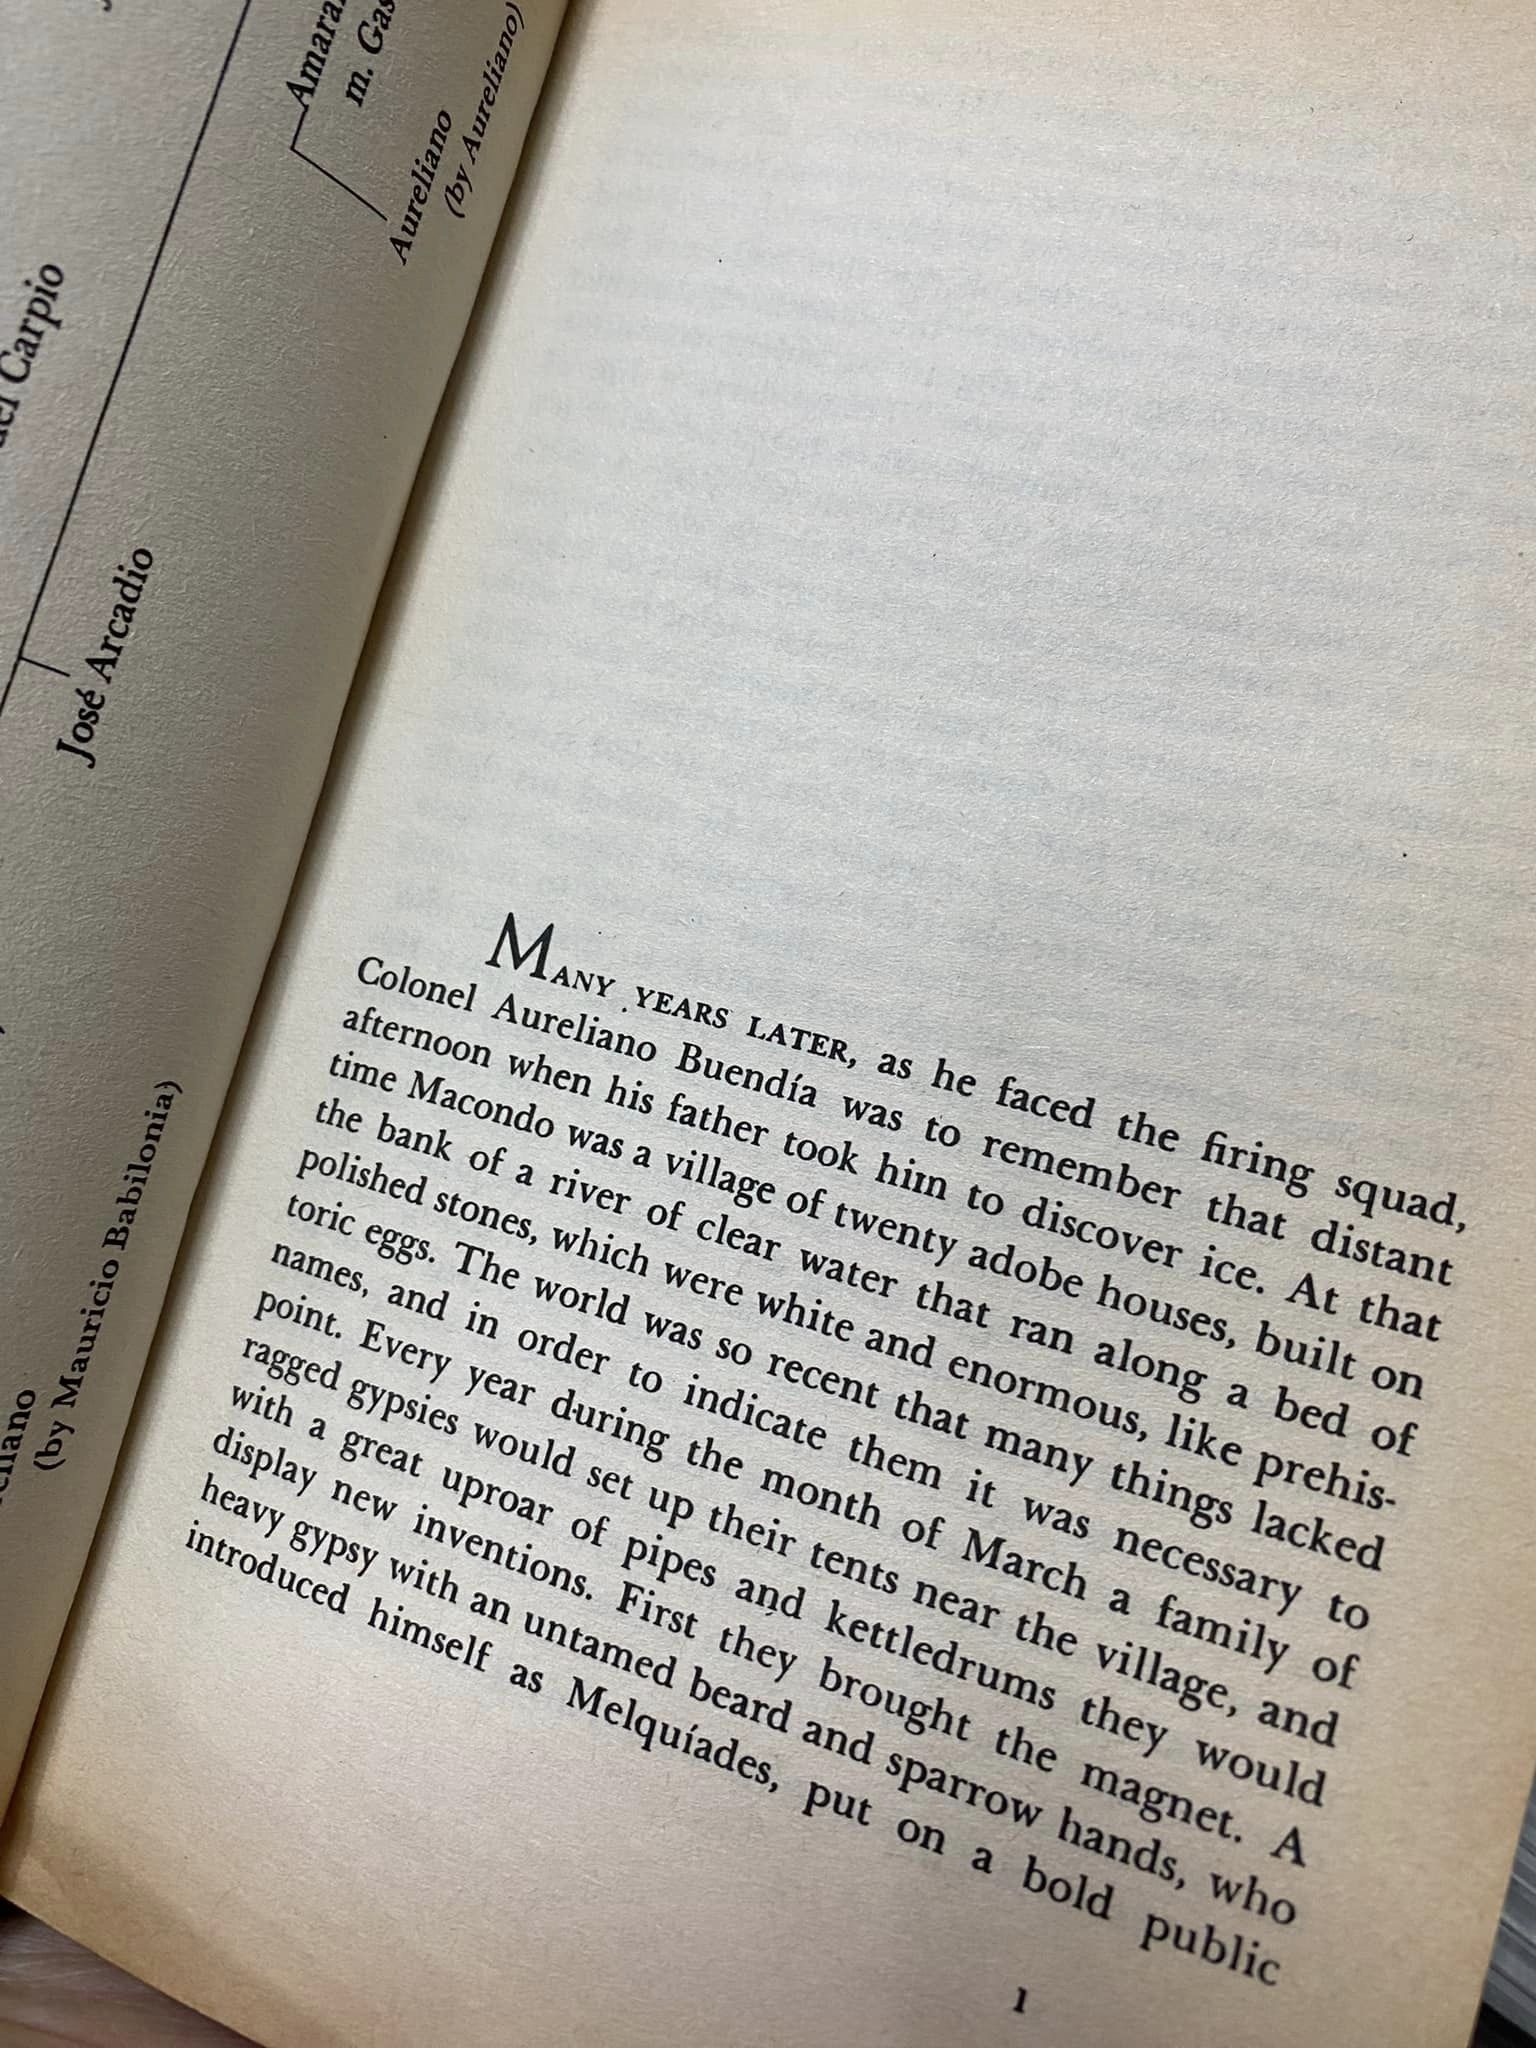 Amara
m. Gas
Aureliano
(by Aureliano)
del Carpio
José Arcadio
(by Mauricio Babilonia)
MANY YEARS LATER, as he faced the firing squad,
Colonel Aureliano Buendía was to remember that distant
afternoon when his father took him to discover ice. At that
time Macondo was a village of twenty adobe houses, built on
the bank of a river of clear water that ran along a bed of
polished stones, which were white and enormous, like prehis-
toric eggs. The world was so recent that many things lacked
names, and in order to indicate them it was necessary to
point. Every year during the month of March a family of
ragged gypsies would set up their tents near the village, and
with a great uproar of pipes and kettledrums they would
display new inventions. First they brought the magnet. A
heavy gypsy with an untamed beard and sparrow hands, who
introduced himself as Melquíades, put on a bold public
1